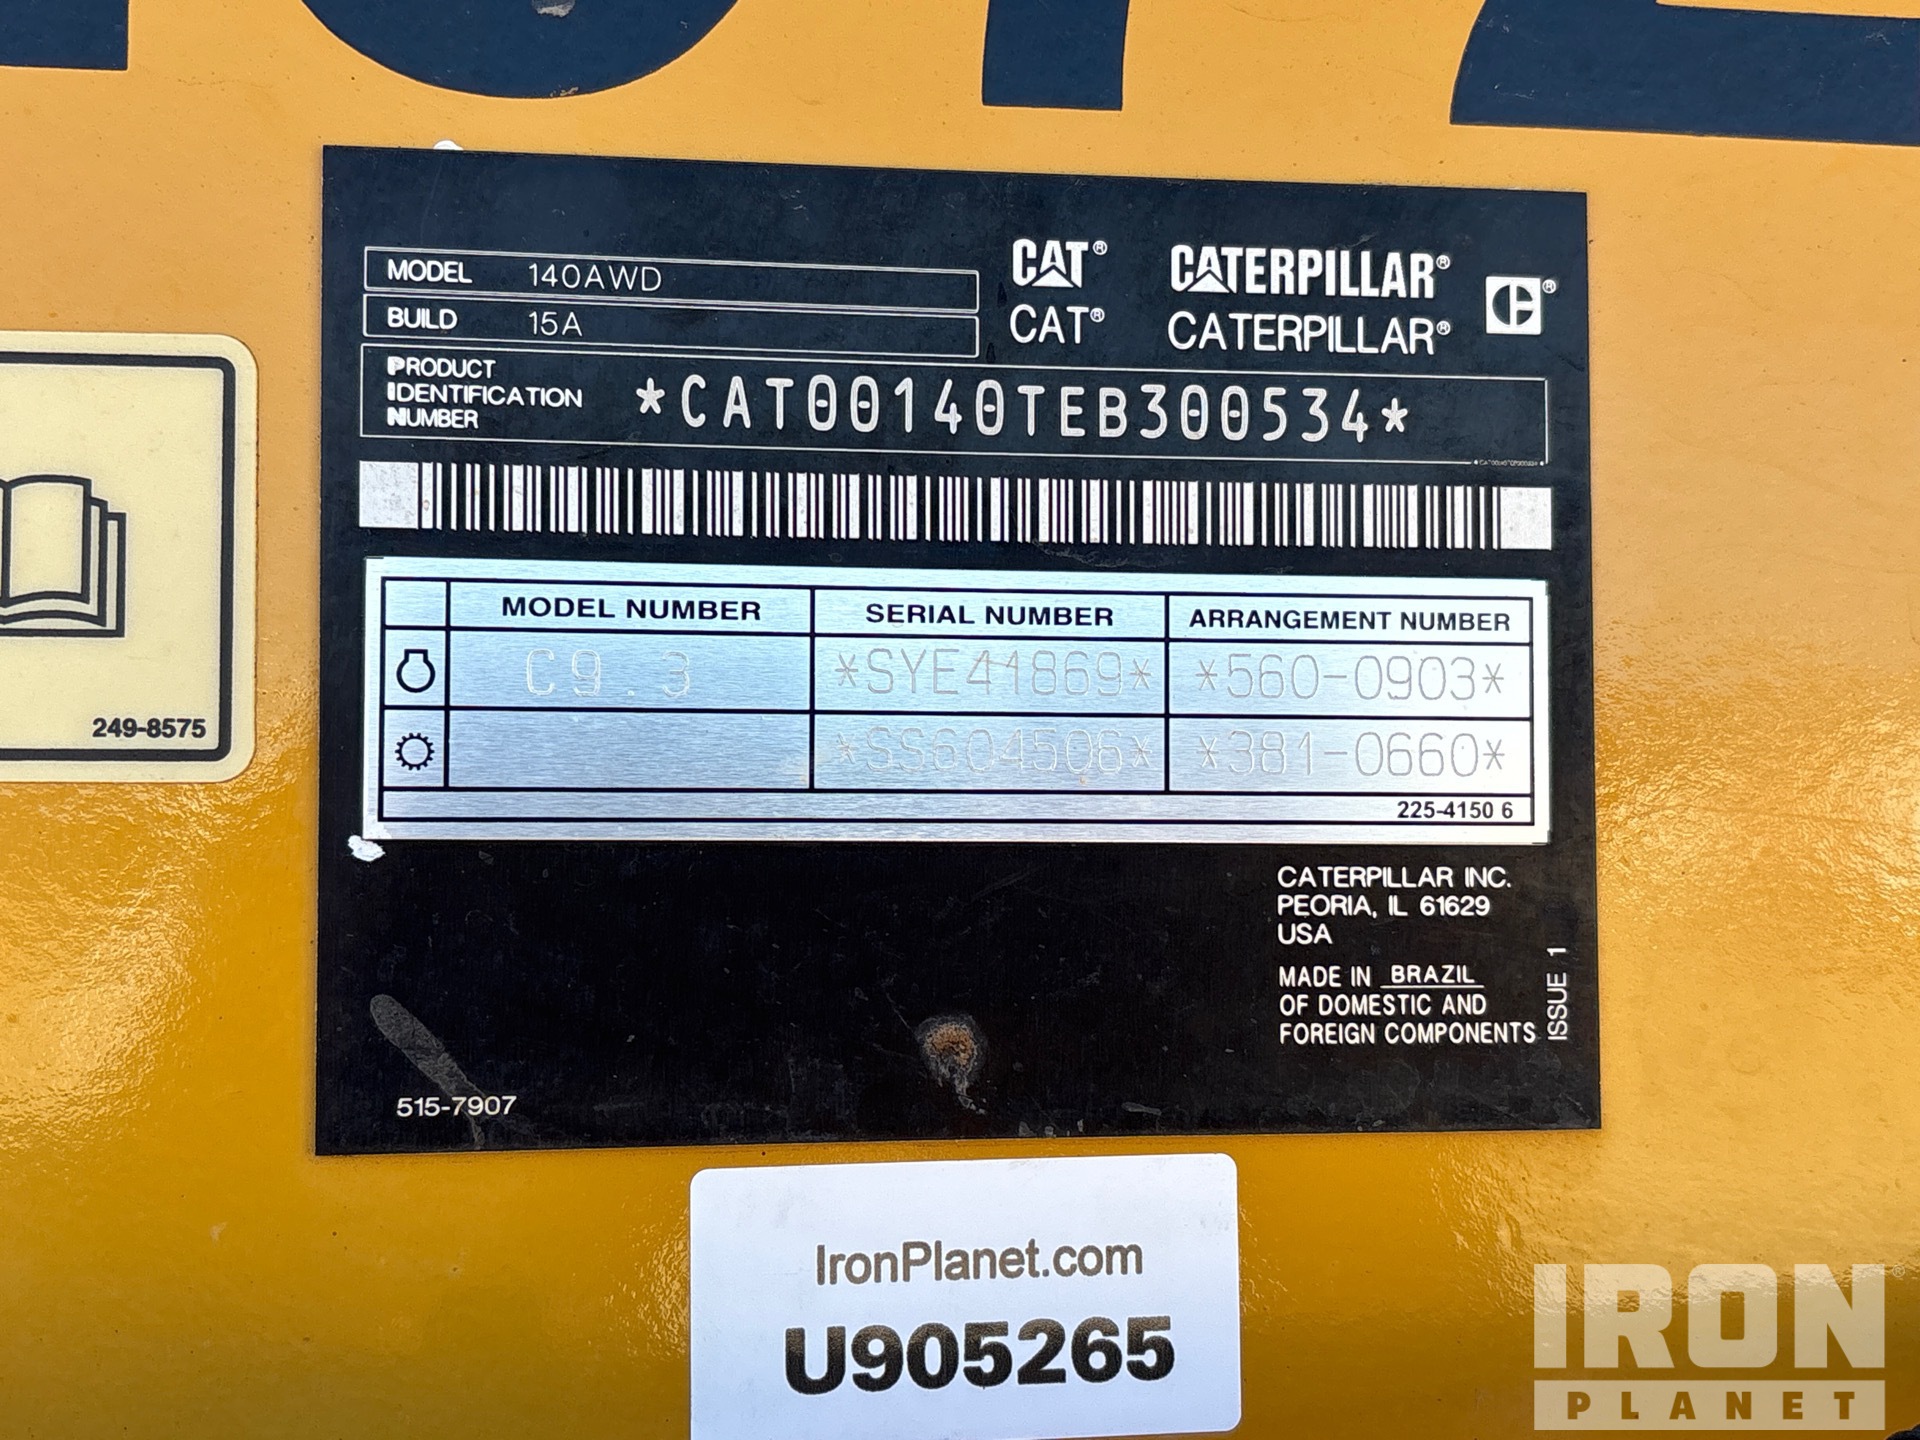 MODEL 140AWD
BUILD 15A
CAT® CATERPILLAR®
CAT® CATERPILLAR®
PRODUCT
IDENTIFICATION
NUMBER
*CAT00140TEB300534*
MODEL NUMBER SERIAL NUMBER ARRANGEMENT NUMBER
C9.3 *SYE41869* *560-0903*
*SS604506* *381-0660*
225-4150 6
249-8575
CATERPILLAR INC.
PEORIA, IL 61629
USA
MADE IN BRAZIL
OF DOMESTIC AND
FOREIGN COMPONENTS
ISSUE 1
515-7907
IronPlanet.com
U905265
IRON®
PLANET